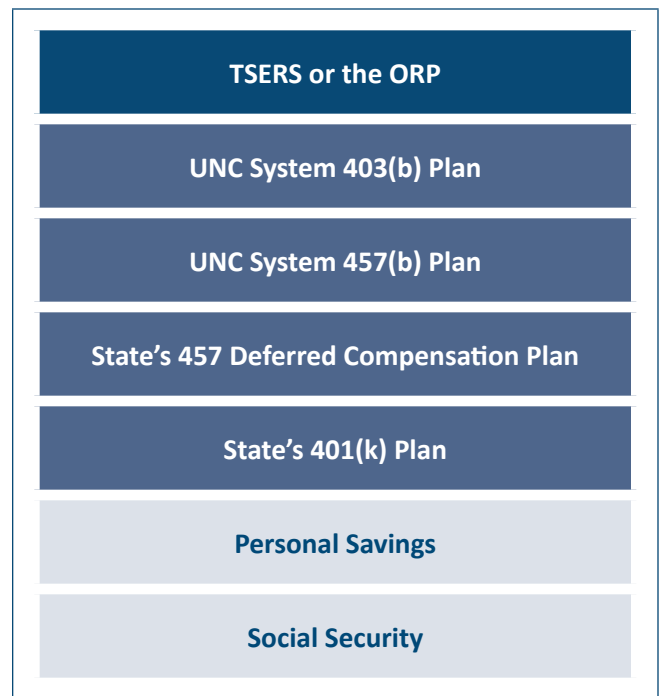 TSERS or the ORP
UNC System 403(b) Plan
UNC System 457(b) Plan
State’s 457 Deferred Compensation Plan
State’s 401(k) Plan
Personal Savings
Social Security